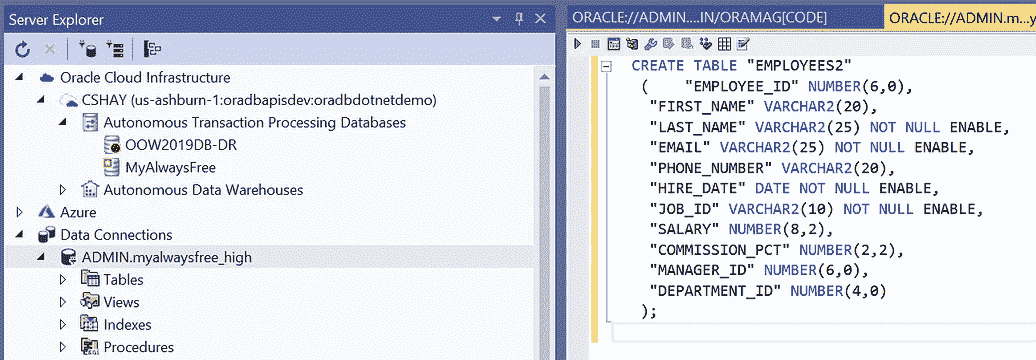 Server Explorer
Oracle Cloud Infrastructure
CSHAY (us-ashburn-1:oradbapisdev:oradbdotnetdemo)
Autonomous Transaction Processing Databases
OOW2019DB-DR
MyAlwaysFree
Autonomous Data Warehouses
Azure
Data Connections
ADMIN.myalwaysfree_high
Tables
Views
Indexes
Procedures
ORACLE://ADMIN....IN/ORAMAG[CODE]
ORACLE://ADMIN.m...y
CREATE TABLE "EMPLOYEES2"
( "EMPLOYEE_ID" NUMBER(6,0),
"FIRST_NAME" VARCHAR2(20),
"LAST_NAME" VARCHAR2(25) NOT NULL ENABLE,
"EMAIL" VARCHAR2(25) NOT NULL ENABLE,
"PHONE_NUMBER" VARCHAR2(20),
"HIRE_DATE" DATE NOT NULL ENABLE,
"JOB_ID" VARCHAR2(10) NOT NULL ENABLE,
"SALARY" NUMBER(8,2),
"COMMISSION_PCT" NUMBER(2,2),
"MANAGER_ID" NUMBER(6,0),
"DEPARTMENT_ID" NUMBER(4,0)
);